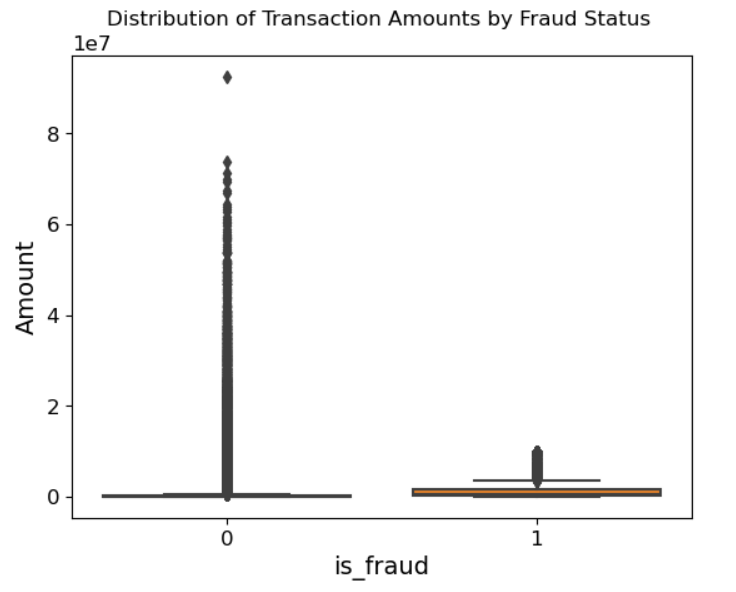 Distribution of Transaction Amounts by Fraud Status
1e7
8
6
4
2
0
Amount
0 1
is_fraud